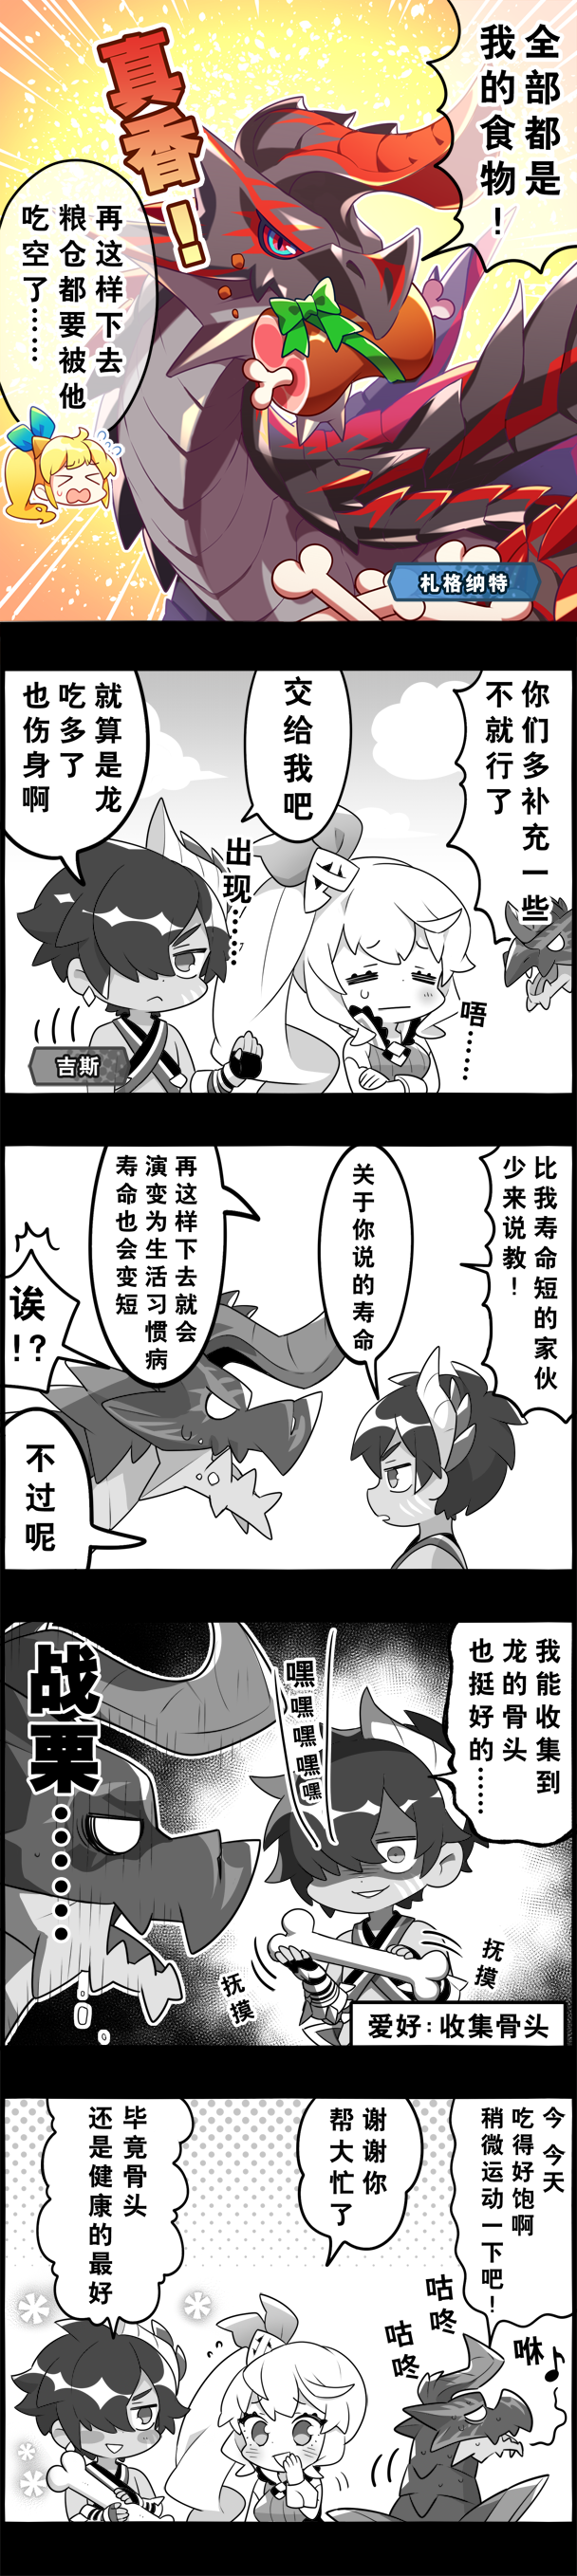 全部都是
我的食物！
真香！
再这样下去
粮仓都要被他
吃空了……
札格纳特
你们多补充一些
不就行了
交给我吧
出现……
就算是龙
吃多了
也伤身啊
唔……
吉斯
比我寿命短的家伙
少来说教！
关于你说的寿命
再这样下去就会
演变为生活习惯病
寿命也会变短
诶!?
不过呢
我能收集到
龙的骨头
也挺好的……
嘿嘿嘿嘿嘿
战栗……
抚摸
抚摸
爱好：收集骨头
今 今天
吃得好饱啊
稍微运动一下吧！
谢谢你
帮大忙了
毕竟骨头
还是健康的最好
咕咚
咕咚
咻♪